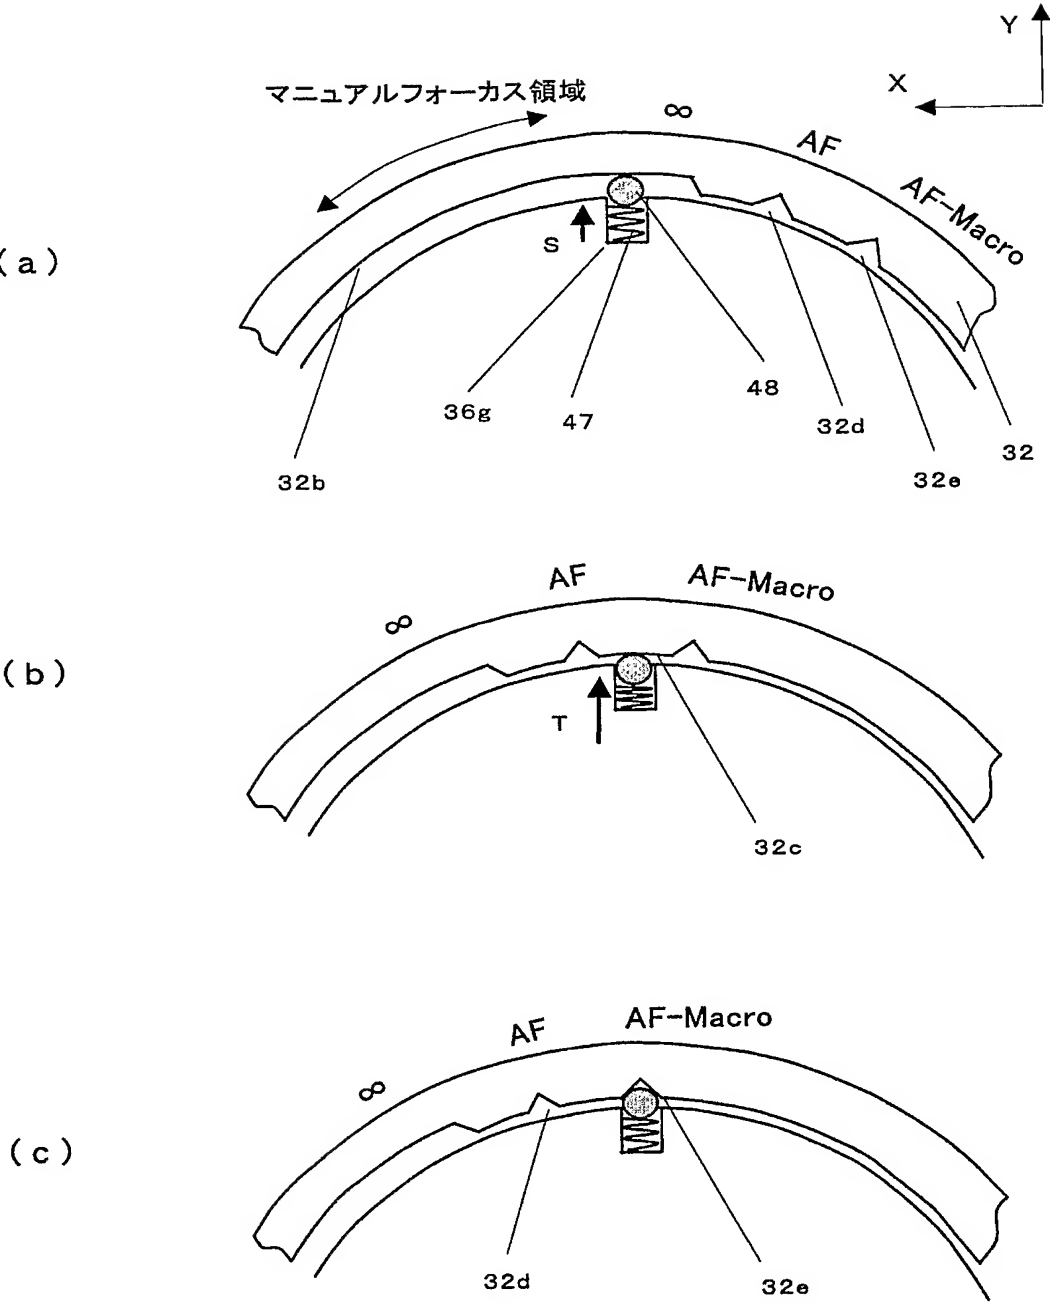 Y
X
マニュアルフォーカス領域
∞
AF
AF-Macro
(a)
S
36g
47
48
32d
32
32e
32b
AF
AF-Macro
∞
(b)
T
32c
AF
AF-Macro
∞
(c)
32d
32e